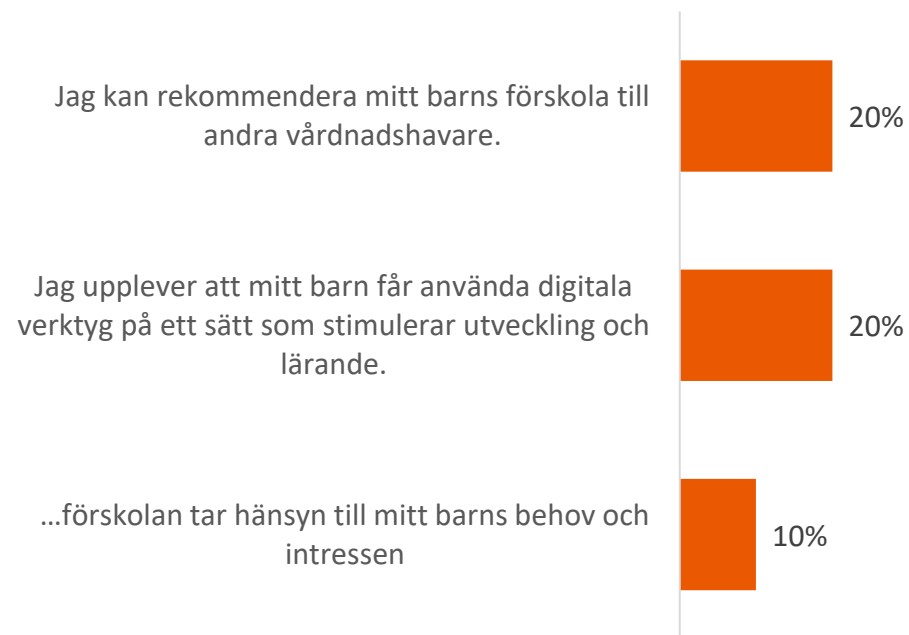 Jag kan rekommendera mitt barns förskola till
andra vårdnadshavare.
20%
Jag upplever att mitt barn får använda digitala
verktyg på ett sätt som stimulerar utveckling och
lärande.
20%
...förskolan tar hänsyn till mitt barns behov och
intressen
10%